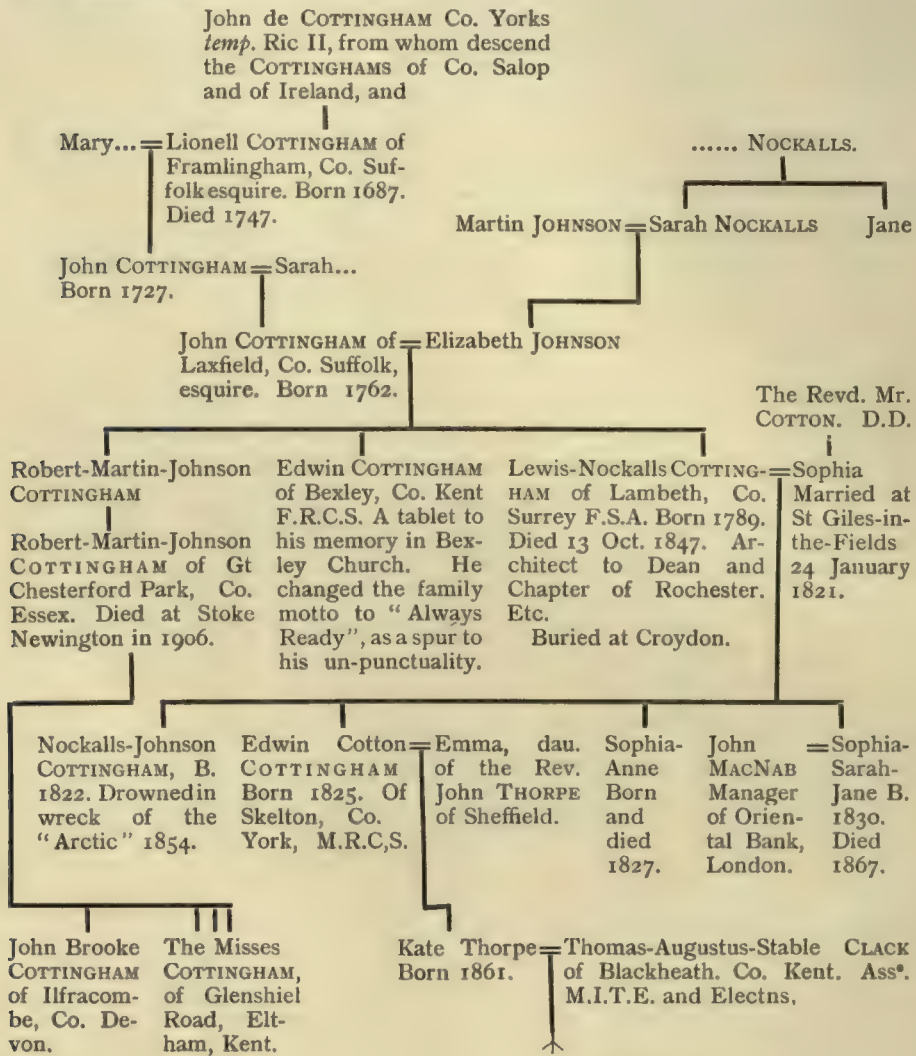 John de COTTINGHAM Co. Yorks
temp. Ric II, from whom descend
the COTTINGHAMS of Co. Salop
and of Ireland, and
Mary... = Lionell COTTINGHAM of
Framlingham, Co. Suf-
folk esquire. Born 1687.
Died 1747.
...... NOCKALLS.
Martin JOHNSON = Sarah NOCKALLS Jane
John COTTINGHAM = Sarah...
Born 1727.
John COTTINGHAM of = Elizabeth JOHNSON
Laxfield, Co. Suffolk,
esquire. Born 1762.
The Revd. Mr.
COTTON. D.D.
Robert-Martin-Johnson
COTTINGHAM
Robert-Martin-Johnson
COTTINGHAM of Gt
Chesterford Park, Co.
Essex. Died at Stoke
Newington in 1906.
Edwin COTTINGHAM
of Bexley, Co. Kent
F.R.C.S. A tablet to
his memory in Bex-
ley Church. He
changed the family
motto to "Always
Ready", as a spur to
his un-punctuality.
Lewis-Nockalls COTTING- =
HAM of Lambeth, Co.
Surrey F.S.A. Born 1789.
Died 13 Oct. 1847. Ar-
chitect to Dean and
Chapter of Rochester.
Etc.
Buried at Croydon.
Sophia
Married at
St Giles-in-
the-Fields
24 January
1821.
Nockalls-Johnson
COTTINGHAM, B.
1822. Drowned in
wreck of the
"Arctic" 1854.
Edwin Cotton =
COTTINGHAM
Born 1825. Of
Skelton, Co.
York, M.R.C,S.
Emma, dau.
of the Rev.
John THORPE
of Sheffield.
Sophia-
Anne
Born
and
died
1827.
John =
MACNAB
Manager
of Orien-
tal Bank,
London.
Sophia-
Sarah-
Jane B.
1830.
Died
1867.
John Brooke
COTTINGHAM
of Ilfracom-
be, Co. De-
von.
The Misses
COTTINGHAM,
of Glenshiel
Road, Elt-
ham, Kent.
Kate Thorpe =
Born 1861.
Thomas-Augustus-Stable CLACK
of Blackheath. Co. Kent. Assᵉ.
M.I.T.E. and Electns,